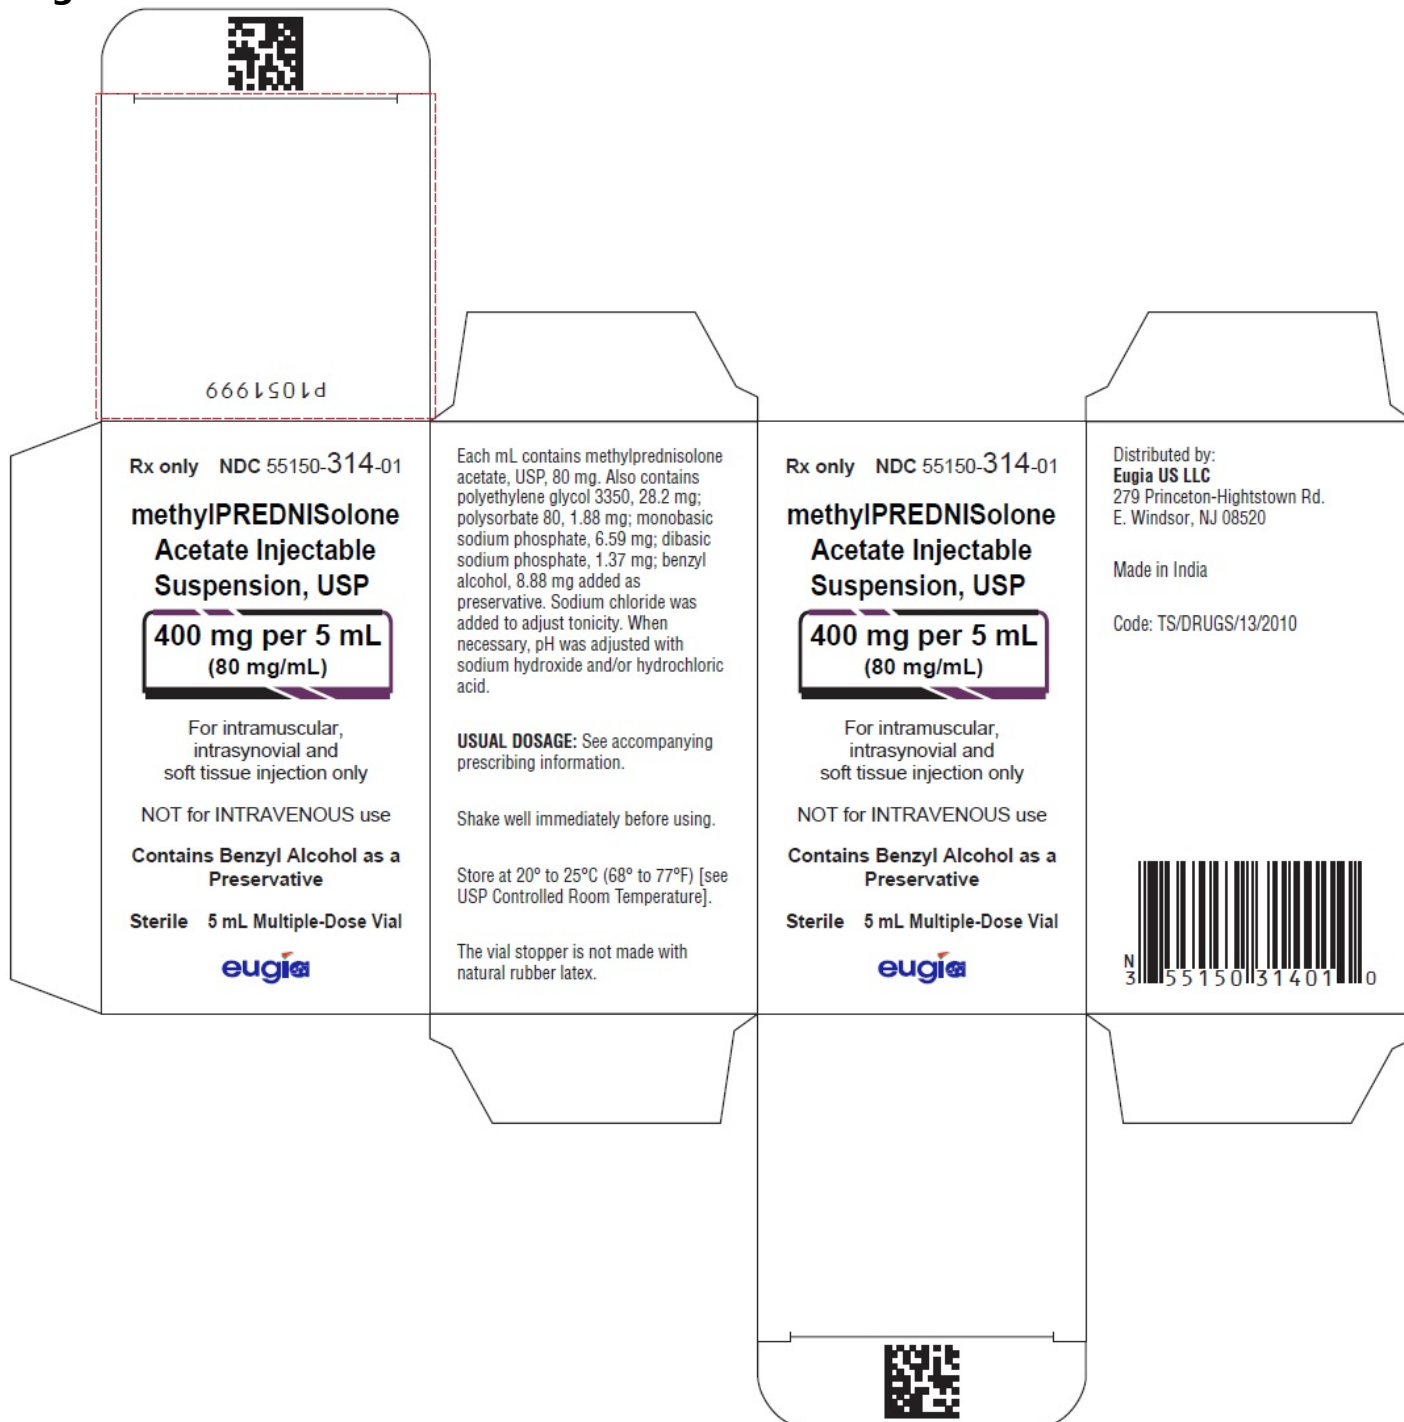 P1051999
Rx only NDC 55150-314-01
methylPREDNISolone
Acetate Injectable
Suspension, USP
400 mg per 5 mL
(80 mg/mL)
For intramuscular,
intrasynovial and
soft tissue injection only
NOT for INTRAVENOUS use
Contains Benzyl Alcohol as a
Preservative
Sterile 5 mL Multiple-Dose Vial
eugia
Each mL contains methylprednisolone
acetate, USP, 80 mg. Also contains
polyethylene glycol 3350, 28.2 mg;
polysorbate 80, 1.88 mg; monobasic
sodium phosphate, 6.59 mg; dibasic
sodium phosphate, 1.37 mg; benzyl
alcohol, 8.88 mg added as
preservative. Sodium chloride was
added to adjust tonicity. When
necessary, pH was adjusted with
sodium hydroxide and/or hydrochloric
acid.
USUAL DOSAGE: See accompanying
prescribing information.
Shake well immediately before using.
Store at 20° to 25°C (68° to 77°F) [see
USP Controlled Room Temperature].
The vial stopper is not made with
natural rubber latex.
Rx only NDC 55150-314-01
methylPREDNISolone
Acetate Injectable
Suspension, USP
400 mg per 5 mL
(80 mg/mL)
For intramuscular,
intrasynovial and
soft tissue injection only
NOT for INTRAVENOUS use
Contains Benzyl Alcohol as a
Preservative
Sterile 5 mL Multiple-Dose Vial
eugia
Distributed by:
Eugia US LLC
279 Princeton-Hightstown Rd.
E. Windsor, NJ 08520
Made in India
Code: TS/DRUGS/13/2010
N
3 55150 31401 0